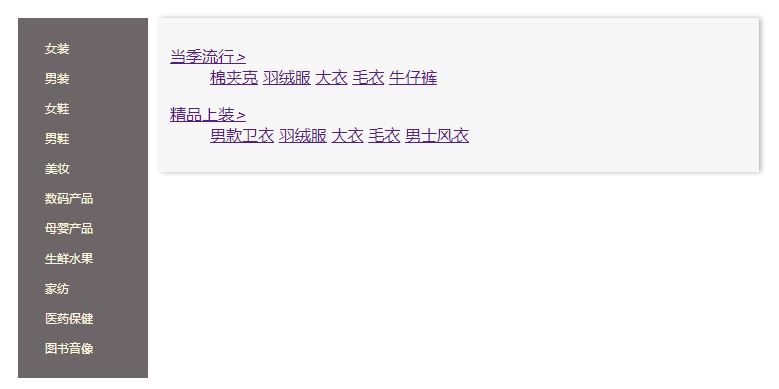 女装
男装
女鞋
男鞋
美妆
数码产品
母婴产品
生鲜水果
家纺
医药保健
图书音像
当季流行>
棉夹克 羽绒服 大衣 毛衣 牛仔裤
精品上装>
男款卫衣 羽绒服 大衣 毛衣 男士风衣